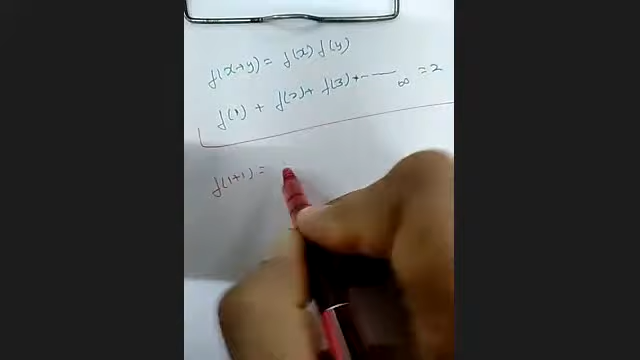 f(x+y) = f(x) f(y)
f(1) + f(2) + f(3) + - - — ∞ = 2
f(1+1) =